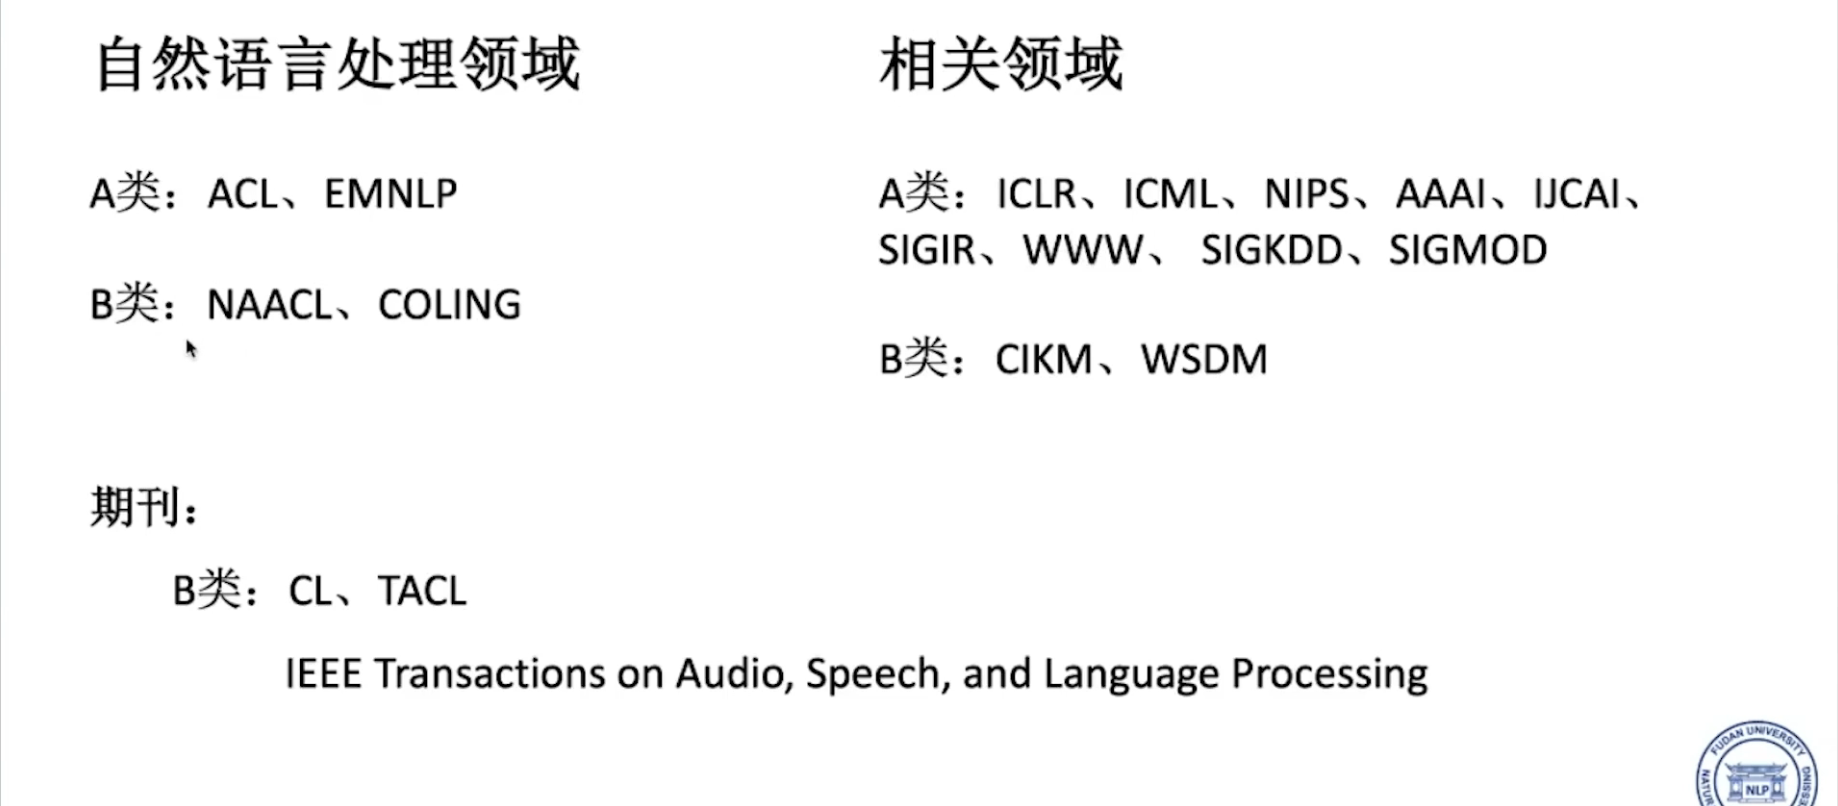 自然语言处理领域
A类：ACL、EMNLP
B类：NAACL、COLING
相关领域
A类：ICLR、ICML、NIPS、AAAI、IJCAI、
SIGIR、WWW、 SIGKDD、SIGMOD
B类：CIKM、WSDM
期刊：
B类：CL、TACL
IEEE Transactions on Audio, Speech, and Language Processing
FUDAN UNIVERSITY
NLP